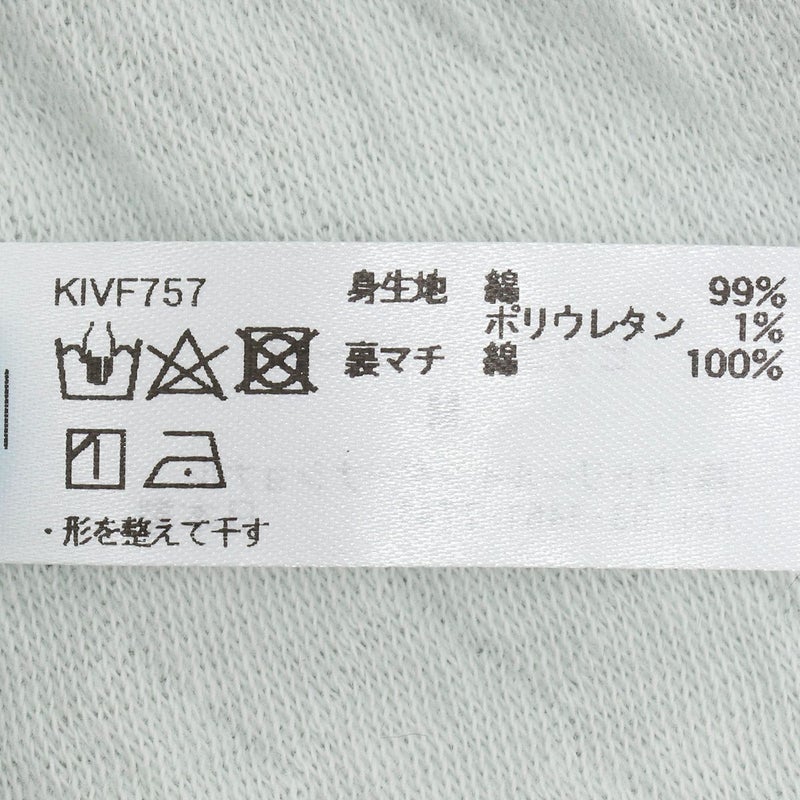 KIVF757
身生地 綿 99%
ポリウレタン 1%
裏マチ 綿 100%
・形を整えて干す